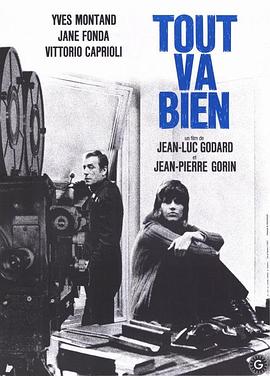 YVES MONTAND
JANE FONDA
VITTORIO CAPRIOLI
TOUT
VA
BIEN
un film de
JEAN-LUC GODARD
et
JEAN-PIERRE GORIN
G